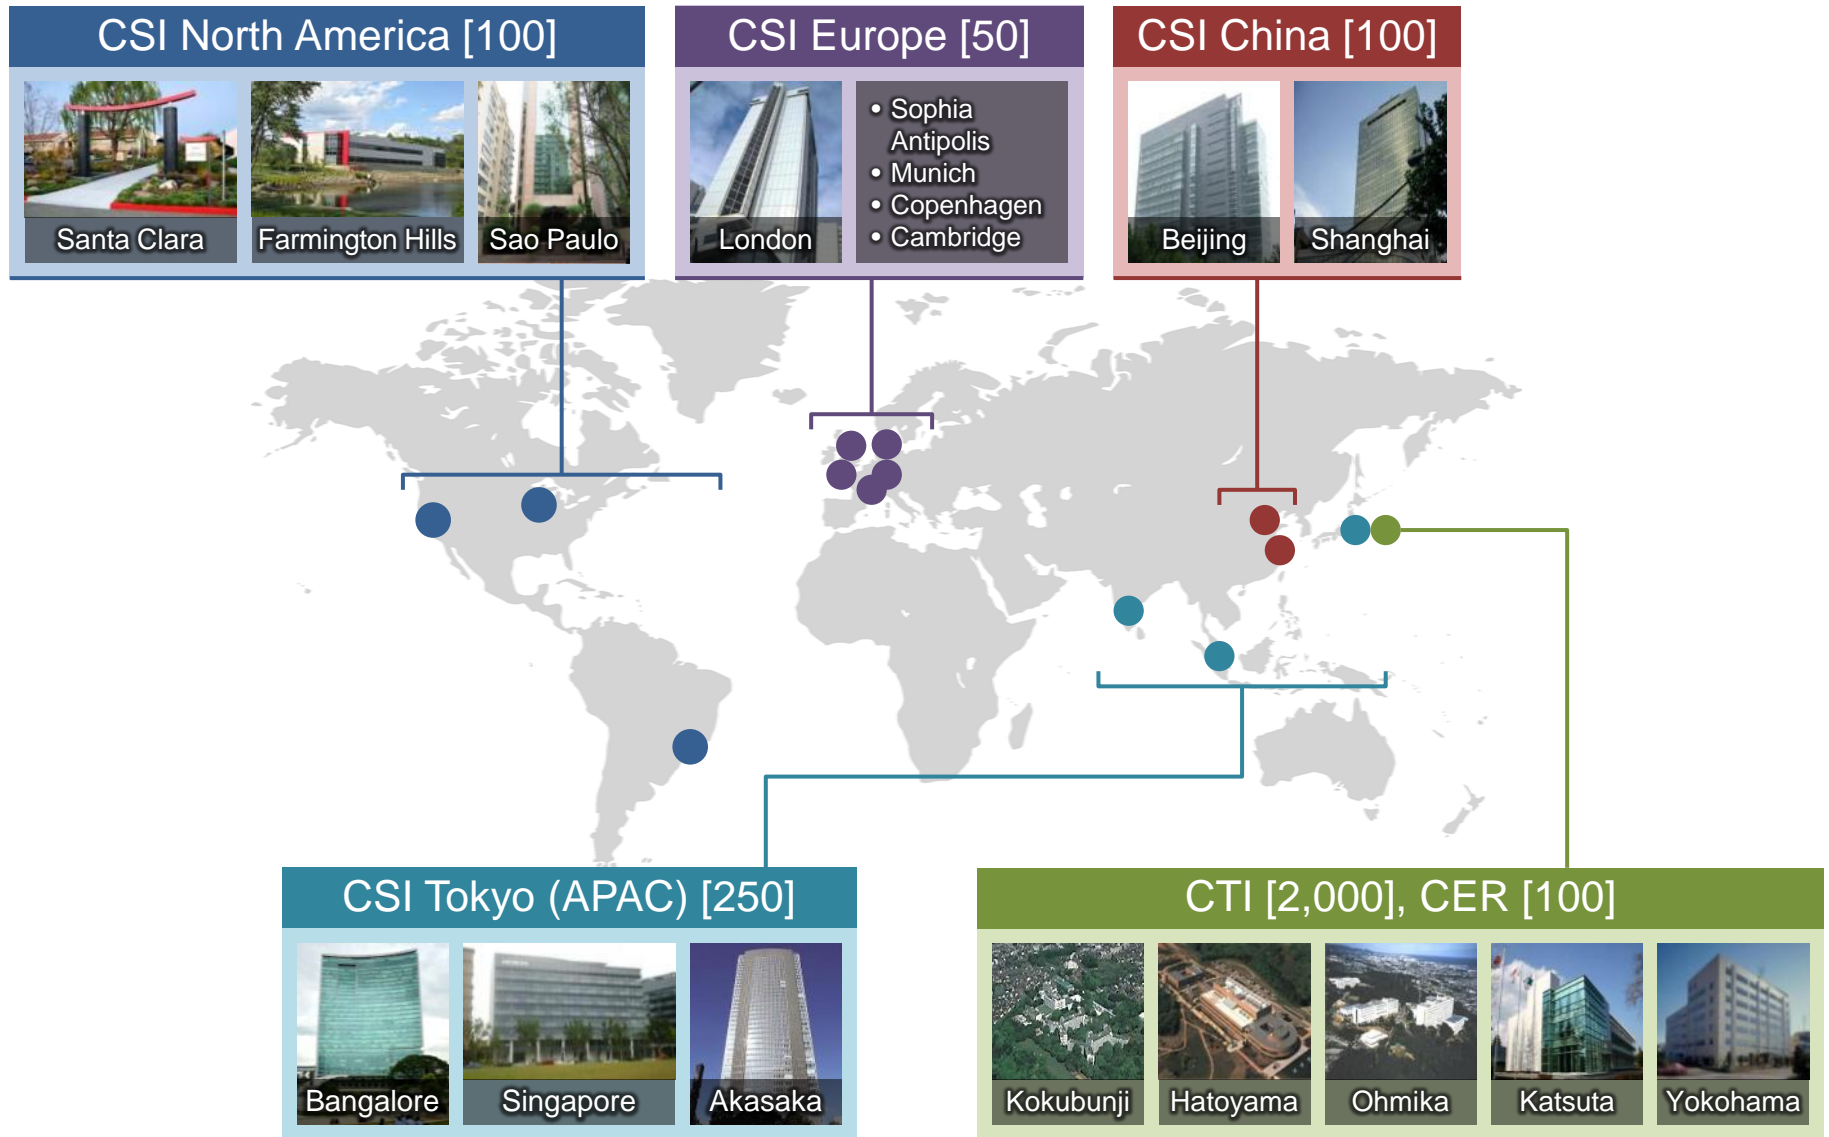 CSI North America [100]
Santa Clara
Farmington Hills
Sao Paulo
CSI Europe [50]
London
• Sophia
Antipolis
• Munich
• Copenhagen
• Cambridge
CSI China [100]
Beijing
Shanghai
CSI Tokyo (APAC) [250]
Bangalore
Singapore
Akasaka
CTI [2,000], CER [100]
Kokubunji
Hatoyama
Ohmika
Katsuta
Yokohama